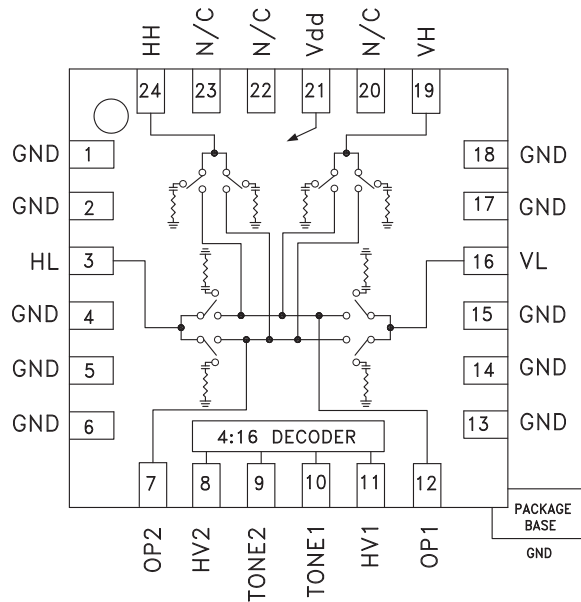 HH N/C N/C Vdd N/C VH
24 23 22 21 20 19
GND 1 18 GND
GND 2 17 GND
HL 3 16 VL
GND 4 15 GND
GND 5 14 GND
GND 6 13 GND
4:16 DECODER
7 8 9 10 11 12
OP2 HV2 TONE2 TONE1 HV1 OP1
PACKAGE
BASE
GND